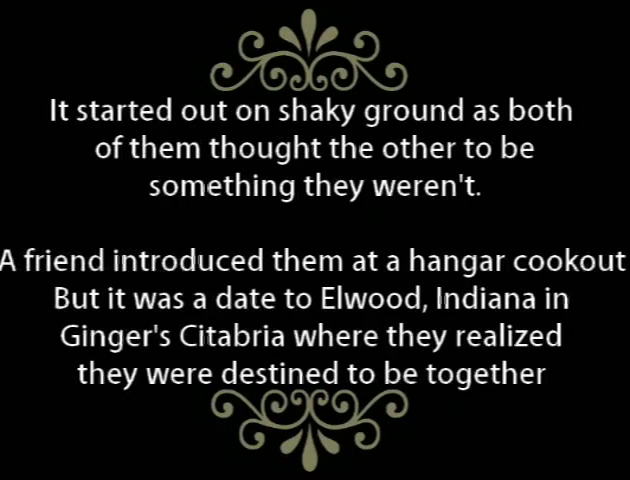 It started out on shaky ground as both
of them thought the other to be
something they weren't.
A friend introduced them at a hangar cookout
But it was a date to Elwood, Indiana in
Ginger's Citabria where they realized
they were destined to be together